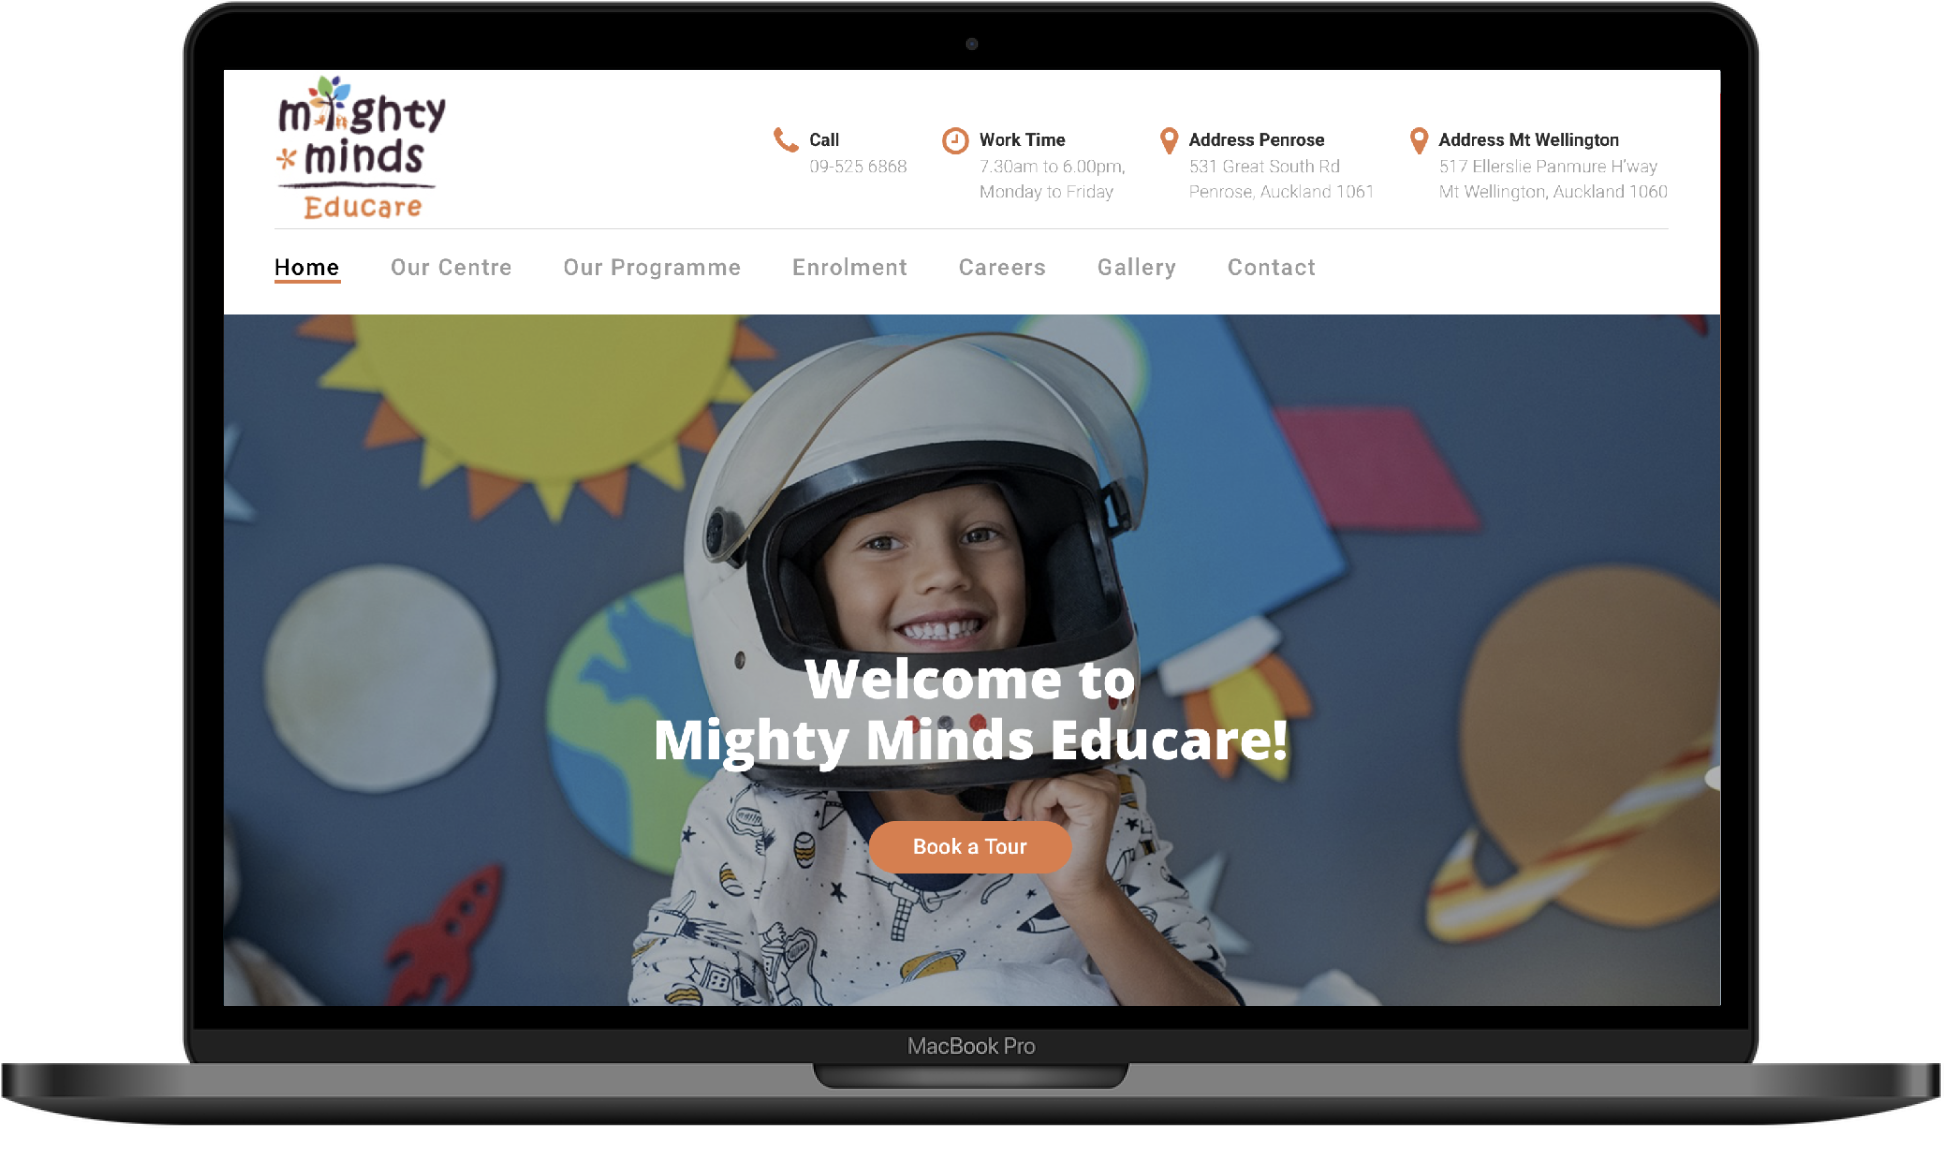 mighty
minds
Educare
Call
09-525 6868
Work Time
7.30am to 6.00pm,
Monday to Friday
Address Penrose
531 Great South Rd
Penrose, Auckland 1061
Address Mt Wellington
517 Ellerslie Panmure H'way
Mt Wellington, Auckland 1060
Home
Our Centre
Our Programme
Enrolment
Careers
Gallery
Contact
Welcome to
Mighty Minds Educare!
Book a Tour
MacBook Pro